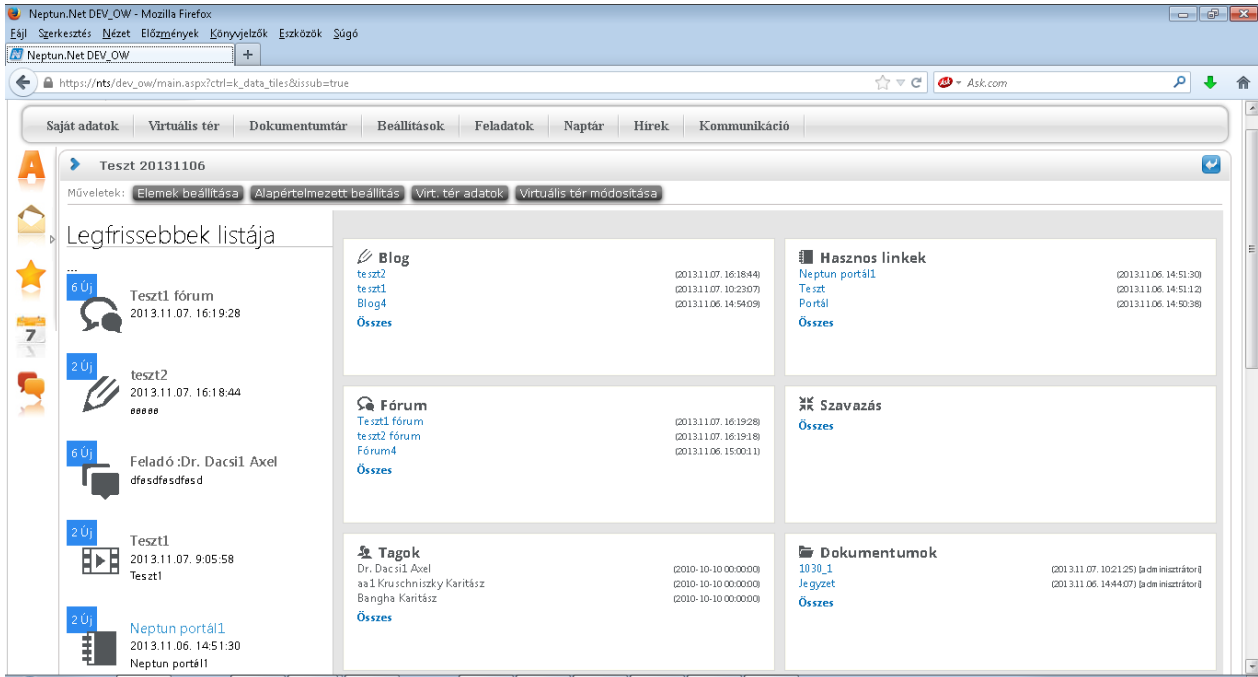 Neptun.Net DEV_OW - Mozilla Firefox
Fájl Szerkesztés Nézet Előzmények Könyvjelzők Eszközök Súgó
Neptun.Net DEV_OW +
https://nts/dev_ow/main.aspx?ctrl=k_data_tiles&issub=true
Ask.com
Saját adatok Virtuális tér Dokumentumtár Beállítások Feladatok Naptár Hírek Kommunikáció
A
Teszt 20131106
Műveletek: Elemek beállítása Alapértelmezett beállítás Virt. tér adatok Virtuális tér módosítása
7
Legfrissebbek listája
...
6 Új
Teszt1 fórum
2013.11.07. 16:19:28
2 Új
teszt2
2013.11.07. 16:18:44
eeeee
6 Új
Feladó :Dr. Dacsi1 Axel
dfasdfasdfasd
2 Új
Teszt1
2013.11.07. 9:05:58
Teszt1
2 Új
Neptun portál1
2013.11.06. 14:51:30
Neptun portál1
Blog
teszt2 (2013.11.07. 16:18:44)
teszt1 (2013.11.07. 10:23:07)
Blog4 (2013.11.06. 14:54:09)
Összes
Hasznos linkek
Neptun portál1 (2013.11.06. 14:51:30)
Teszt (2013.11.06. 14:51:12)
Portál (2013.11.06. 14:50:38)
Összes
Fórum
Teszt1 fórum (2013.11.07. 16:19:28)
teszt2 fórum (2013.11.07. 16:19:18)
Fórum4 (2013.11.06. 15:00:11)
Összes
Szavazás
Összes
Tagok
Dr. Dacsi1 Axel (2010-10-10 00:00:00)
aa1 Kruschniszky Karitász (2010-10-10 00:00:00)
Bangha Karitász (2010-10-10 00:00:00)
Összes
Dokumentumok
1030_1 (2013.11.07. 10:21:25) [adminisztrátori]
Jegyzet (2013.11.06. 14:44:07) [adminisztrátori]
Összes